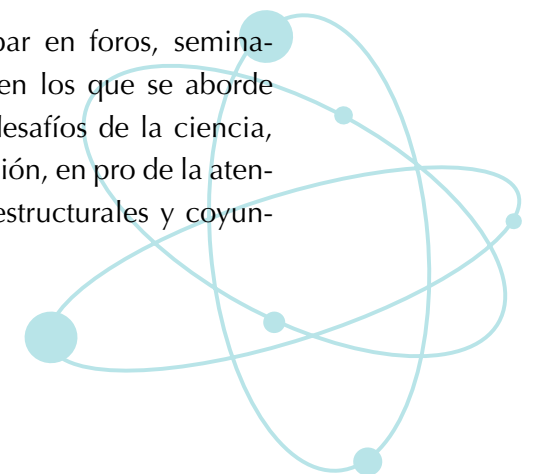 par en foros, semina-
en los que se aborde
desafíos de la ciencia,
ción, en pro de la aten-
estructurales y coyun-